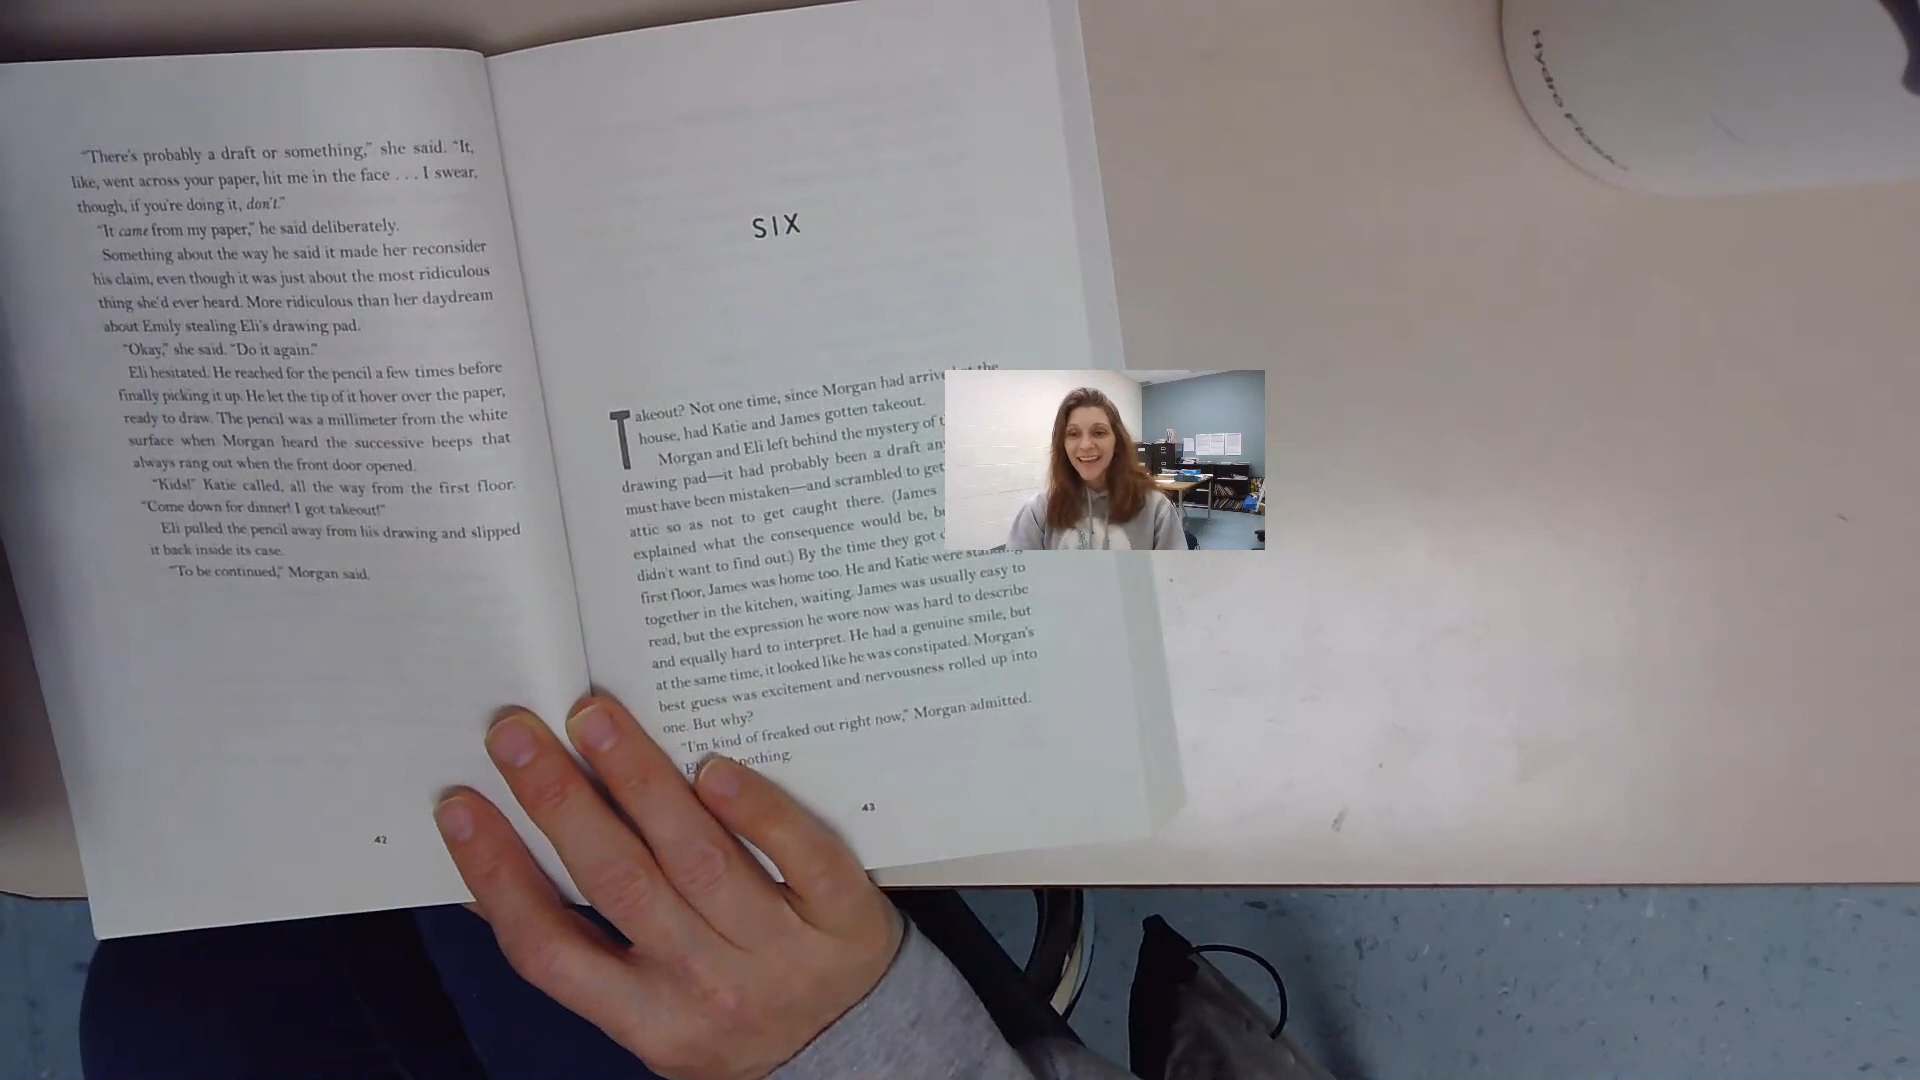 "There's probably a draft or something," she said. "It,
like, went across your paper, hit me in the face . . . I swear,
though, if you're doing it, don't."
"It came from my paper," he said deliberately.
Something about the way he said it made her reconsider
his claim, even though it was just about the most ridiculous
thing she'd ever heard. More ridiculous than her daydream
about Emily stealing Eli's drawing pad.
"Okay," she said. "Do it again."
Eli hesitated. He reached for the pencil a few times before
finally picking it up. He let the tip of it hover over the paper,
ready to draw. The pencil was a millimeter from the white
surface when Morgan heard the successive beeps that
always rang out when the front door opened.
"Kids!" Katie called, all the way from the first floor.
"Come down for dinner! I got takeout!"
Eli pulled the pencil away from his drawing and slipped
it back inside its case.
"To be continued," Morgan said.
42
SIX
Takeout? Not one time, since Morgan had the
house, had Katie and James gotten takeout.
Morgan and Eli left behind the mystery of
drawing pad—it had probably been a draft
must have been mistaken—and scrambled to get
attic so as not to get caught there. (James
explained what the consequence would be,
didn't want to find out.) By the time they got
first floor, James was home too. He and Katie were
together in the kitchen, waiting. James was usually easy to
read, but the expression he wore now was hard to describe
and equally hard to interpret. He had a genuine smile, but
at the same time, it looked like he was constipated. Morgan's
best guess was excitement and nervousness rolled up into
one. But why?
"I'm kind of freaked out right now," Morgan admitted.
nothing.
43
Hydro Flask